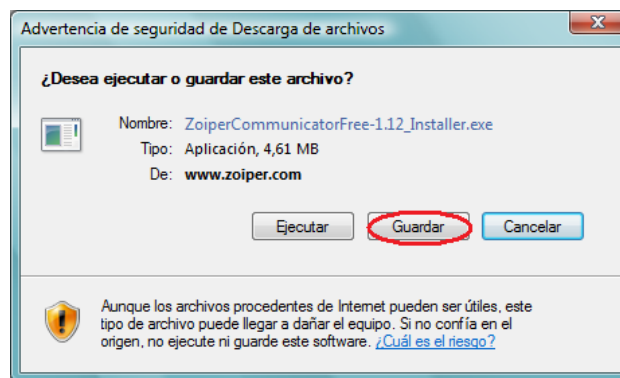 Advertencia de seguridad de Descarga de archivos
¿Desea ejecutar o guardar este archivo?
Nombre: ZoiperCommunicatorFree-1.12_Installer.exe
Tipo: Aplicación, 4,61 MB
De: www.zoiper.com
Ejecutar Guardar Cancelar
Aunque los archivos procedentes de Internet pueden ser útiles, este
tipo de archivo puede llegar a dañar el equipo. Si no confía en el
origen, no ejecute ni guarde este software. ¿Cuál es el riesgo?